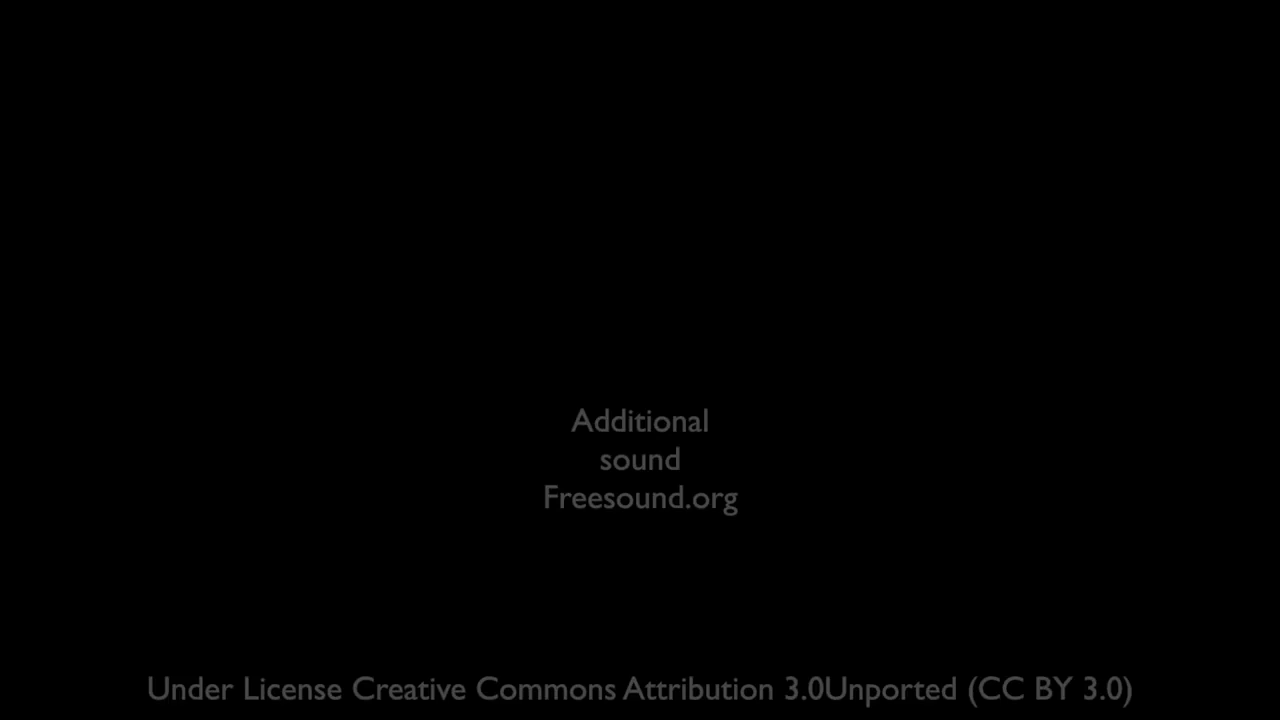 Additional
sound
Freesound.org
Under License Creative Commons Attribution 3.0Unported (CC BY 3.0)